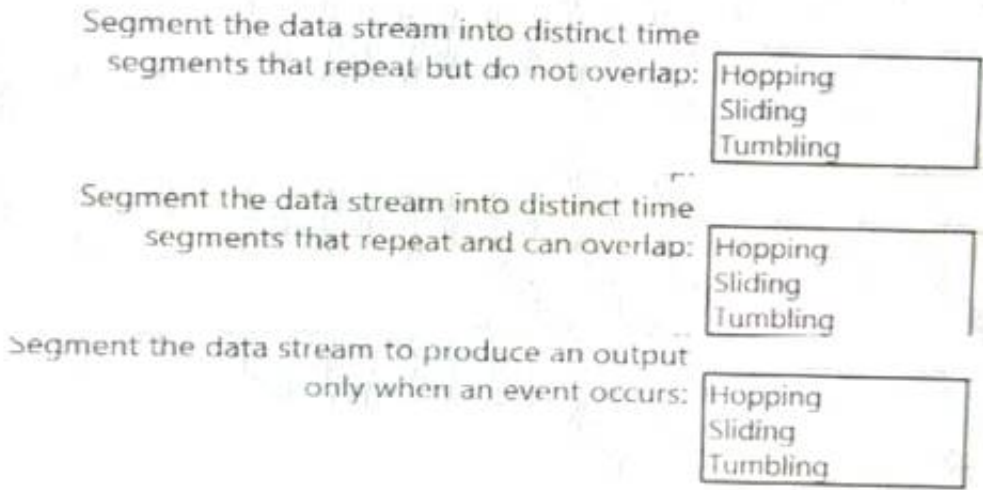 Segment the data stream into distinct time
segments that repeat but do not overlap:
Hopping
Sliding
Tumbling
Segment the data stream into distinct time
segments that repeat and can overlap:
Hopping
Sliding
Tumbling
Segment the data stream to produce an output
only when an event occurs:
Hopping
Sliding
Tumbling